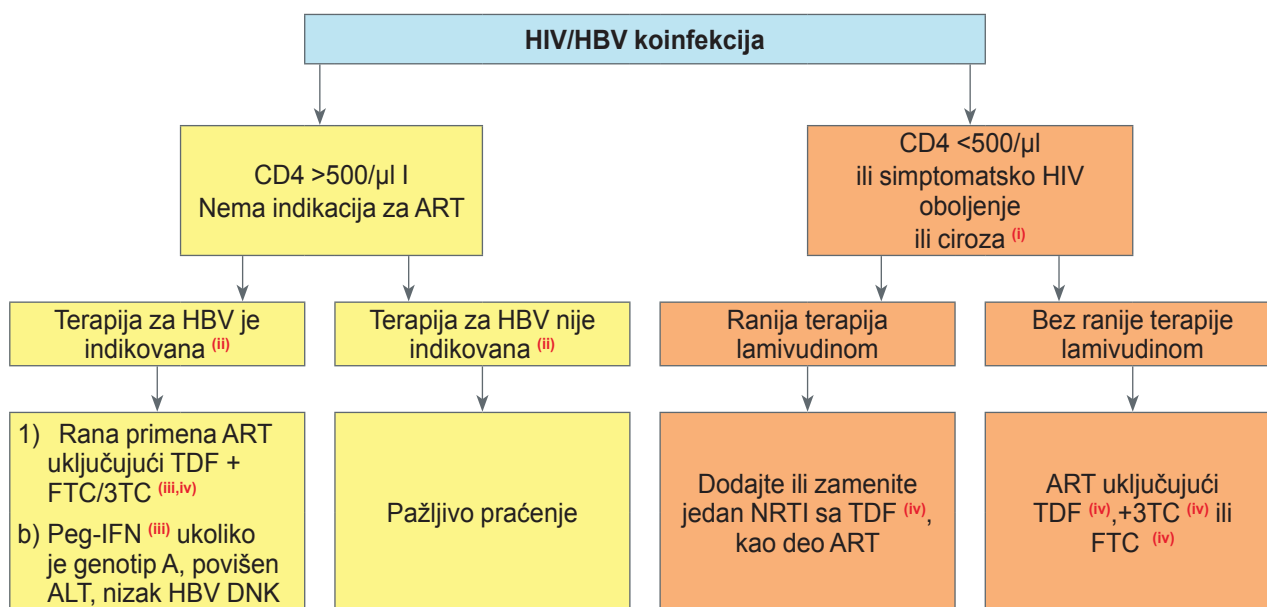 HIV/HBV koinfekcija
CD4 >500/µl I
Nema indikacija za ART
CD4 <500/µl
ili simptomatsko HIV
oboljenje
ili ciroza (i)
Terapija za HBV je
indikovana (ii)
Terapija za HBV nije
indikovana (ii)
Ranija terapija
lamivudinom
Bez ranije terapije
lamivudinom
1) Rana primena ART
uključujući TDF +
FTC/3TC (iii,iv)
b) Peg-IFN (iii) ukoliko
je genotip A, povišen
ALT, nizak HBV DNK
Pažljivo praćenje
Dodajte ili zamenite
jedan NRTI sa TDF (iv),
kao deo ART
ART uključujući
TDF (iv),+3TC (iv) ili
FTC (iv)